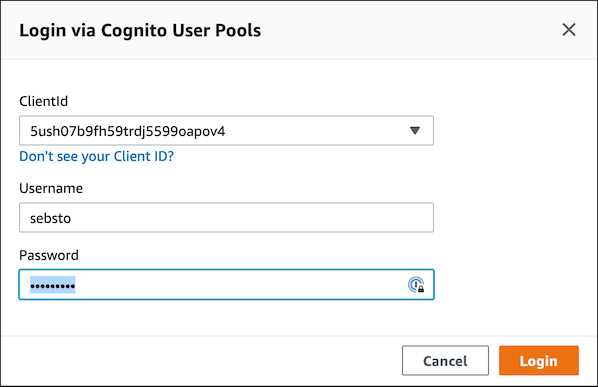 Login via Cognito User Pools
ClientId
5ush07b9fh59trdj5599oapov4
Don't see your Client ID?
Username
sebsto
Password
•••••••••
Cancel
Login